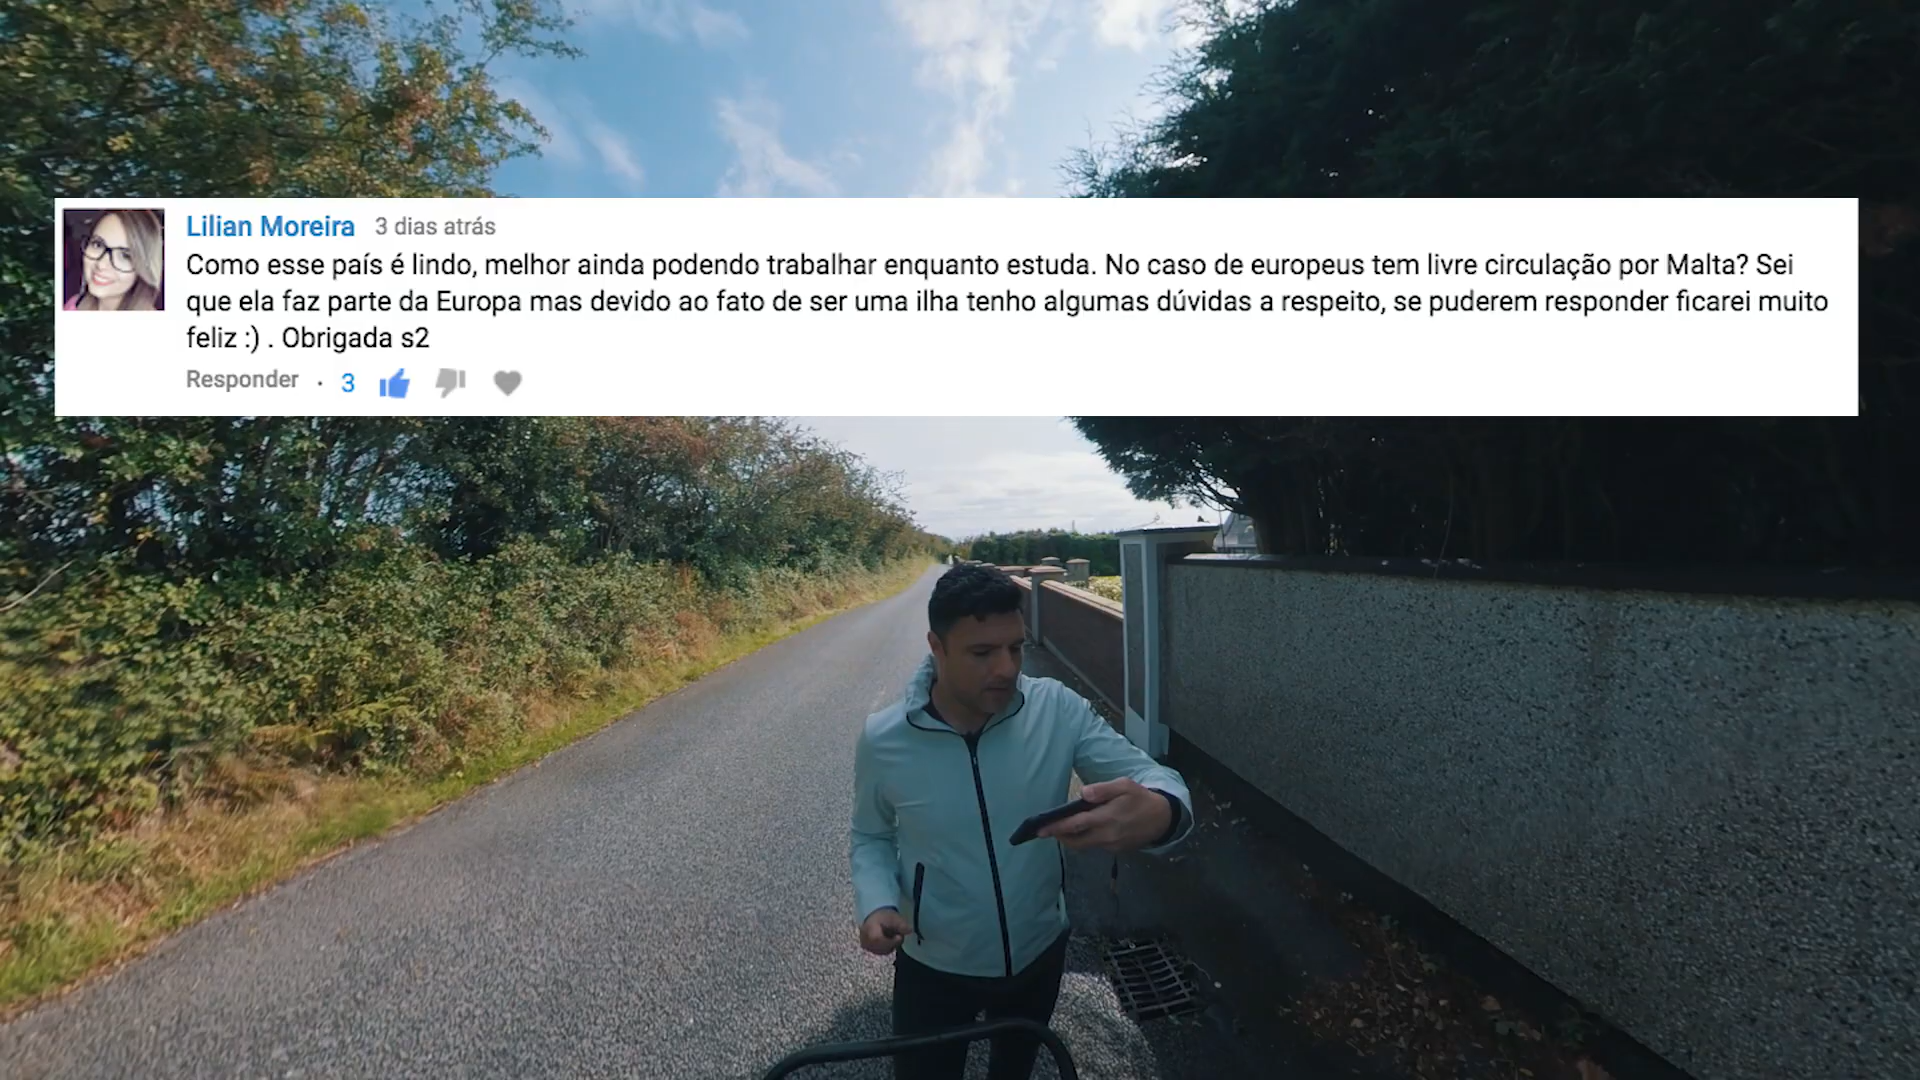 Lilian Moreira 3 dias atrás
Como esse país é lindo, melhor ainda podendo trabalhar enquanto estuda. No caso de europeus tem livre circulação por Malta? Sei
que ela faz parte da Europa mas devido ao fato de ser uma ilha tenho algumas dúvidas a respeito, se puderem responder ficarei muito
feliz :) . Obrigada s2
Responder · 3